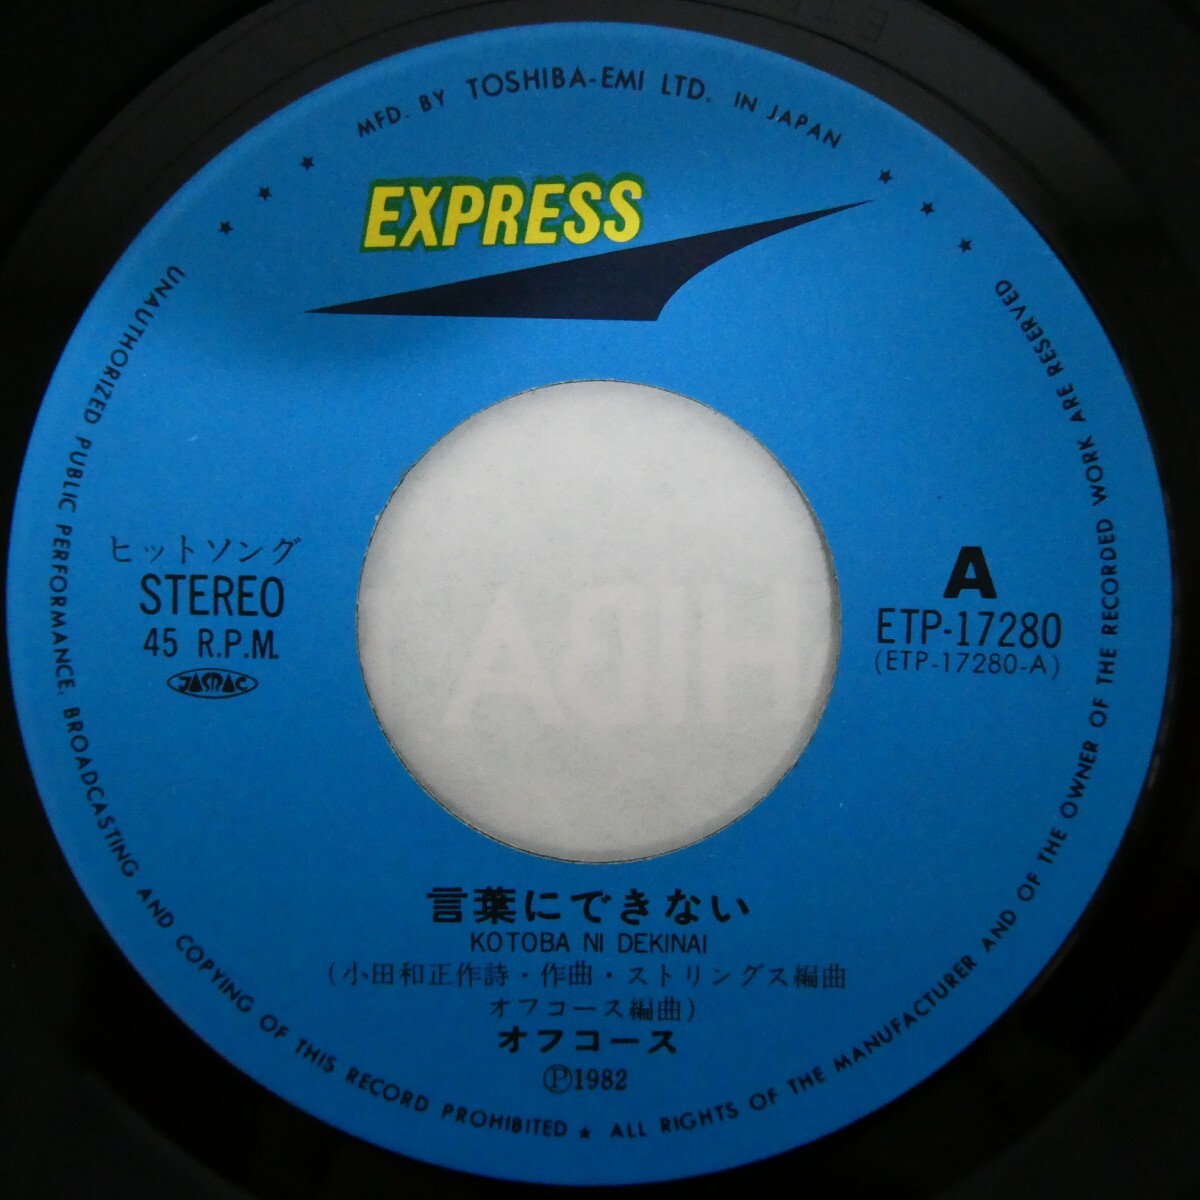 MFD. BY TOSHIBA-EMI LTD. IN JAPAN
EXPRESS
ヒットソング
STEREO
45 R.P.M.
JASRAC
A
ETP-17280
(ETP-17280-A)
言葉にできない
KOTOBA NI DEKINAI
(小田和正作詩・作曲・ストリングス編曲
オフコース編曲)
オフコース
Ⓟ1982
UNAUTHORIZED PUBLIC PERFORMANCE, BROADCASTING AND COPYING OF THIS RECORD PROHIBITED ★ ALL RIGHTS OF THE MANUFACTURER AND OF THE OWNER OF THE RECORDED WORK ARE RESERVED